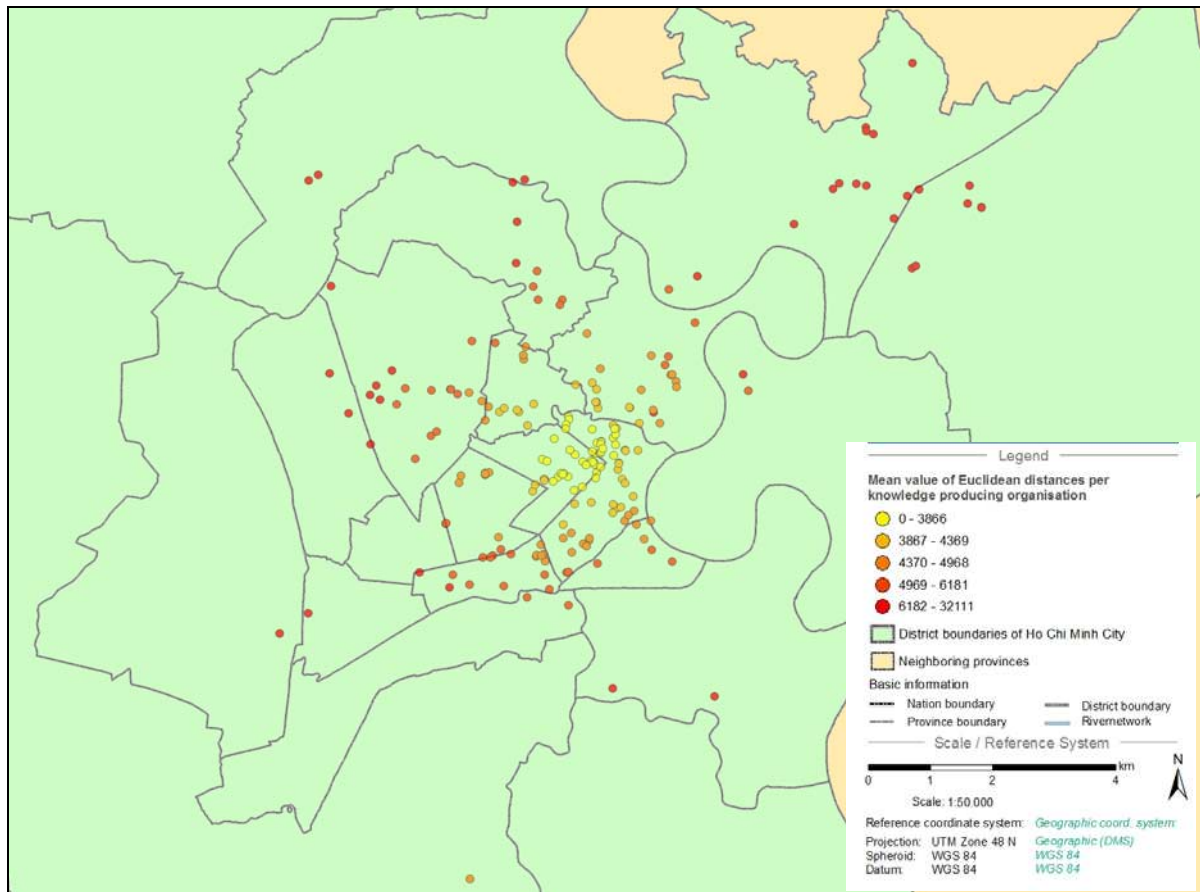 Legend
Mean value of Euclidean distances per
knowledge producing organisation
0 - 3866
3867 - 4369
4370 - 4968
4969 - 6181
6182 - 32111
District boundaries of Ho Chi Minh City
Neighboring provinces
Basic information
Nation boundary District boundary
Province boundary Rivernetwork
Scale / Reference System
km
0 1 2 4
N
Scale: 1:50.000
Reference coordinate system: Geographic coord. system:
Projection: UTM Zone 48 N Geographic (DMS)
Spheroid: WGS 84 WGS 84
Datum: WGS 84 WGS 84